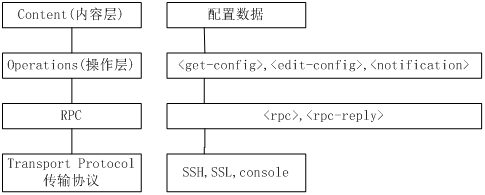 Content(内容层)
配置数据
Operations(操作层)
<get-config>,<edit-config>,<notification>
RPC
<rpc>,<rpc-reply>
Transport Protocol
传输协议
SSH,SSL,console